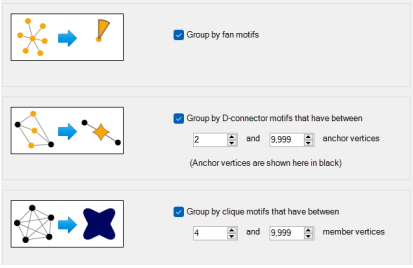 Group by fan motifs
Group by D-connector motifs that have between
2 and 9,999 anchor vertices
(Anchor vertices are shown here in black)
Group by clique motifs that have between
4 and 9,999 member vertices